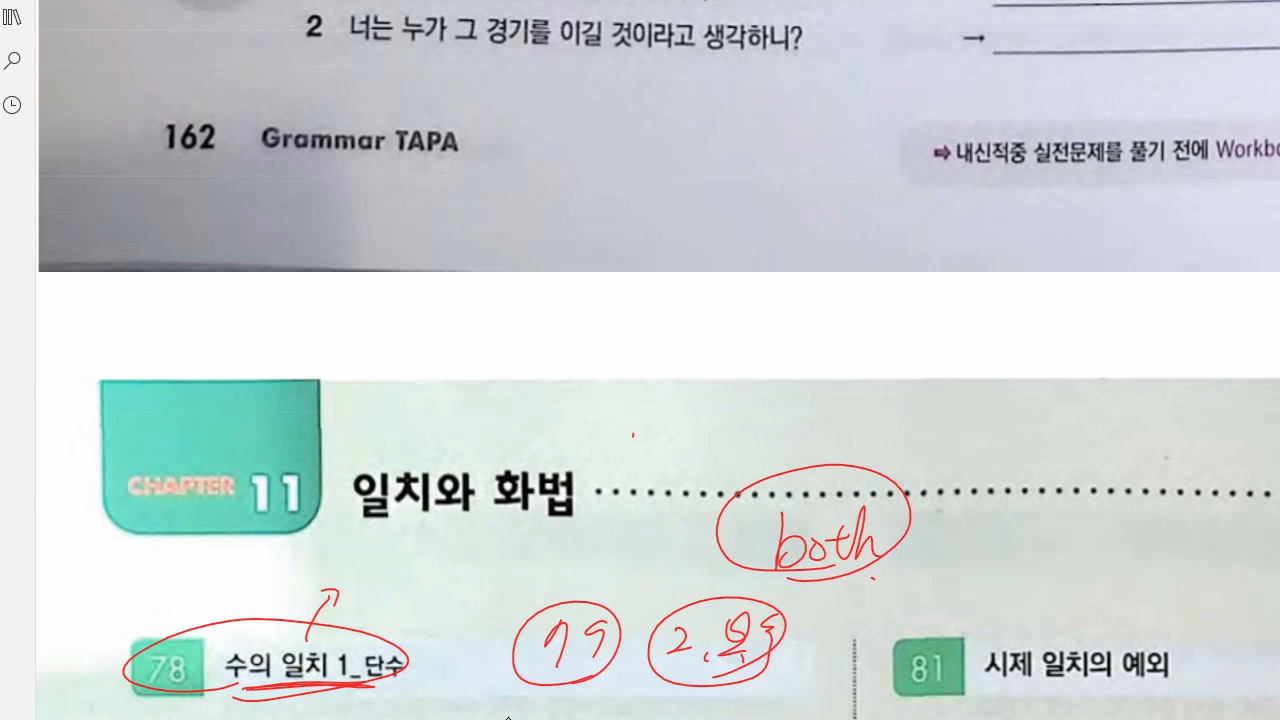 2 너는 누가 그 경기를 이길 것이라고 생각하니? →
162 Grammar TAPA
⇨ 내신적중 실전문제를 풀기 전에 Workbo
CHAPTER 11 일치와 화법
both
79 2.복수
78 수의 일치 1_단수
81 시제 일치의 예외